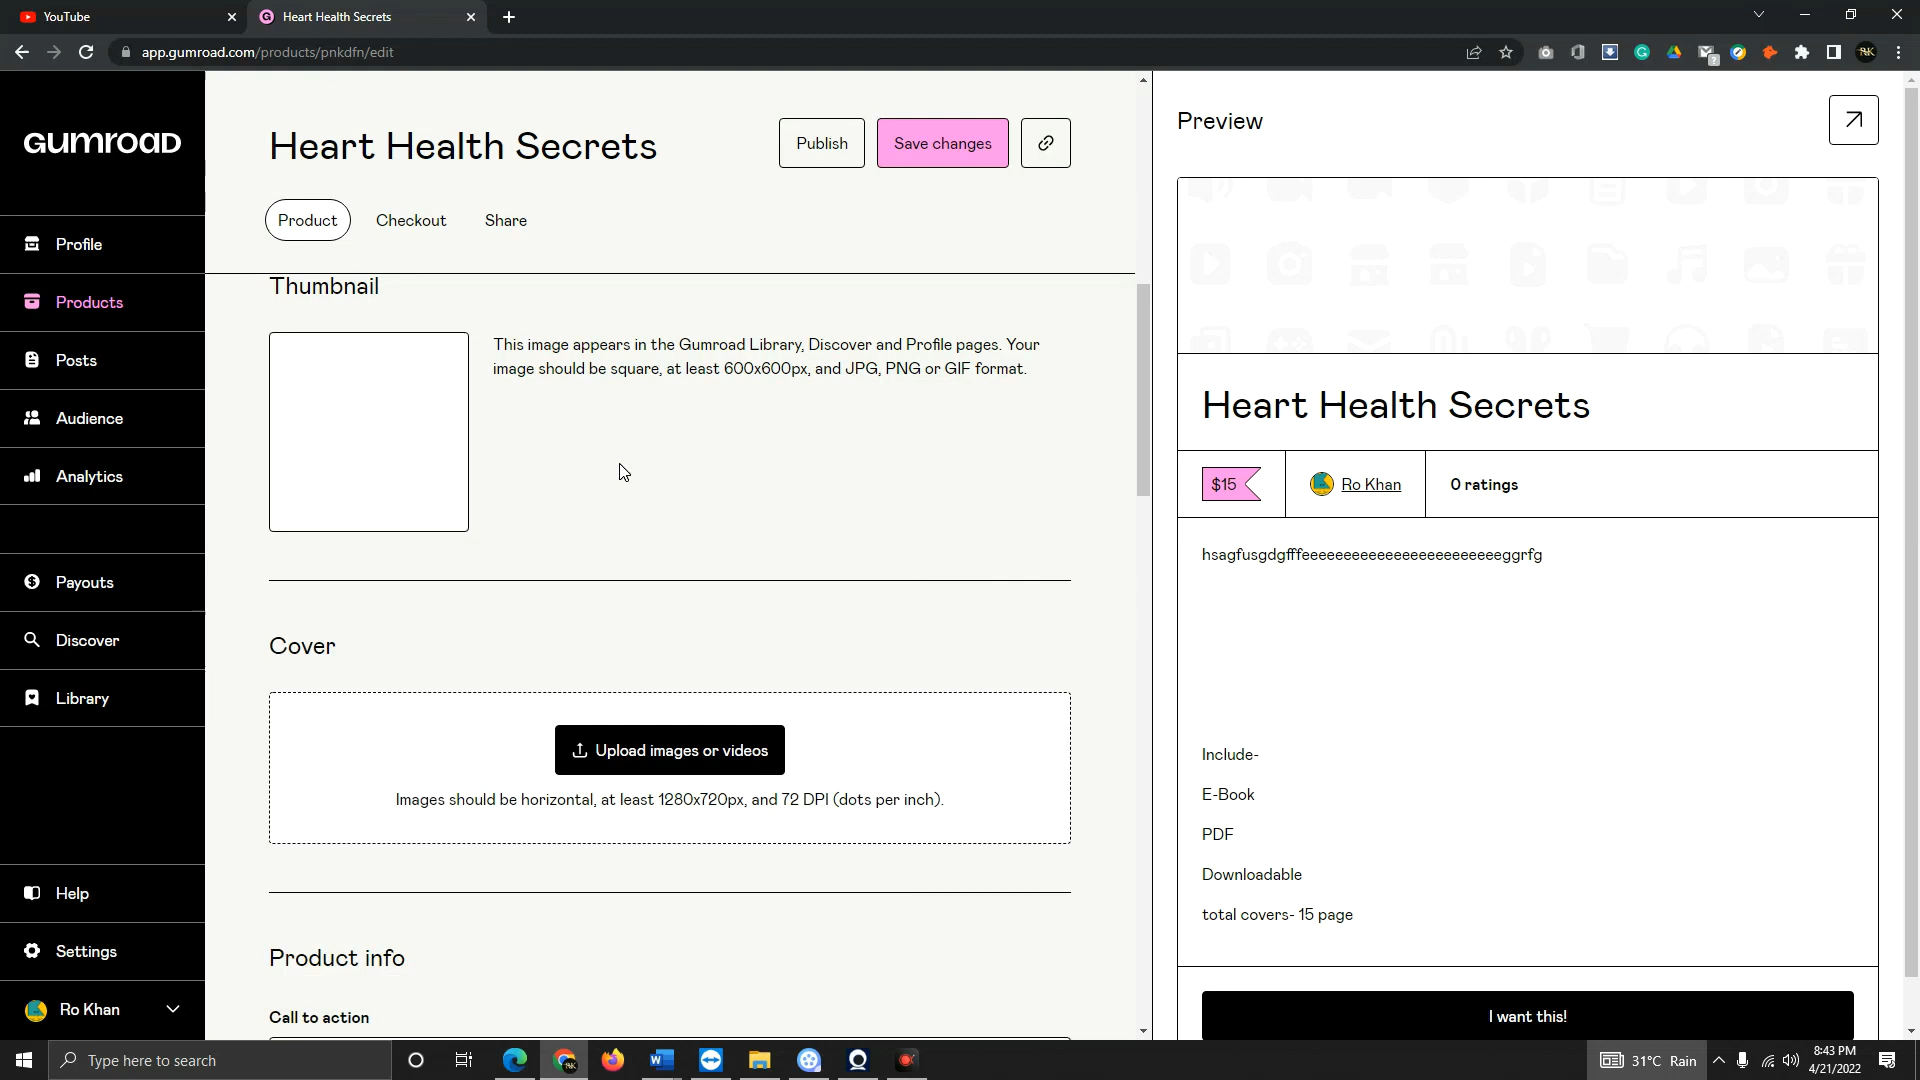 YouTube
Heart Health Secrets
app.gumroad.com/products/pnkdfn/edit
GUMROAD
Profile
Products
Posts
Audience
Analytics
Payouts
Discover
Library
Help
Settings
Ro Khan
Heart Health Secrets
Publish
Save changes
Product
Checkout
Share
Thumbnail
This image appears in the Gumroad Library, Discover and Profile pages. Your
image should be square, at least 600x600px, and JPG, PNG or GIF format.
Cover
Upload images or videos
Images should be horizontal, at least 1280x720px, and 72 DPI (dots per inch).
Product info
Call to action
Preview
Heart Health Secrets
$15
Ro Khan
0 ratings
hsagfusgdgfffeeeeeeeeeeeeeeeeeeeeeeeeggrfg
Include-
E-Book
PDF
Downloadable
total covers- 15 page
I want this!
Type here to search
31°C Rain
8:43 PM
4/21/2022